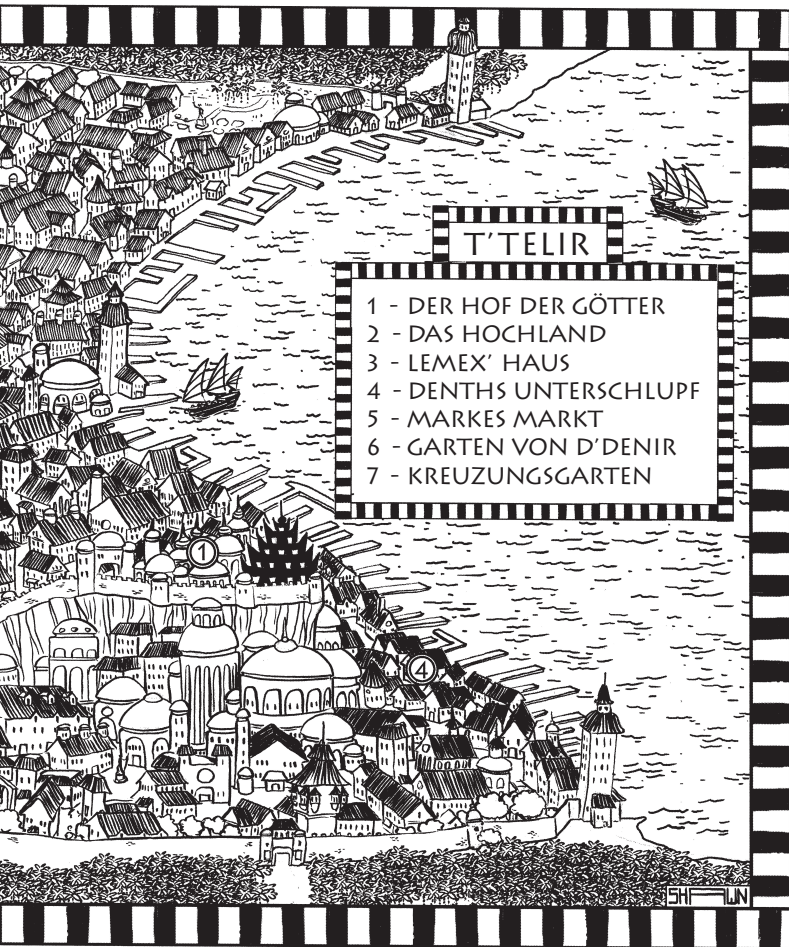 T'TELIR
1 - DER HOF DER GÖTTER
2 - DAS HOCHLAND
3 - LEMEX' HAUS
4 - DENTHS UNTERSCHLUPF
5 - MARKES MARKT
6 - GARTEN VON D'DENIR
7 - KREUZUNGSGARTEN
1
4
SHAWN